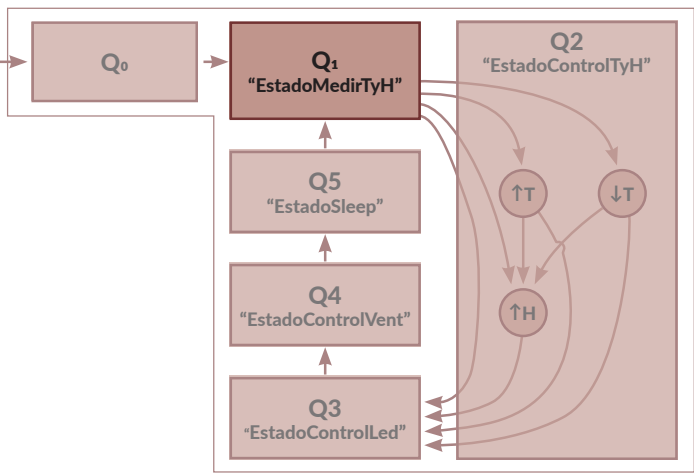 Q₀
Q₁
“EstadoMedirTyH”
Q2
“EstadoControlTyH”
Q5
“EstadoSleep”
↑T
↓T
Q4
“EstadoControlVent”
↑H
Q3
“EstadoControlLed”